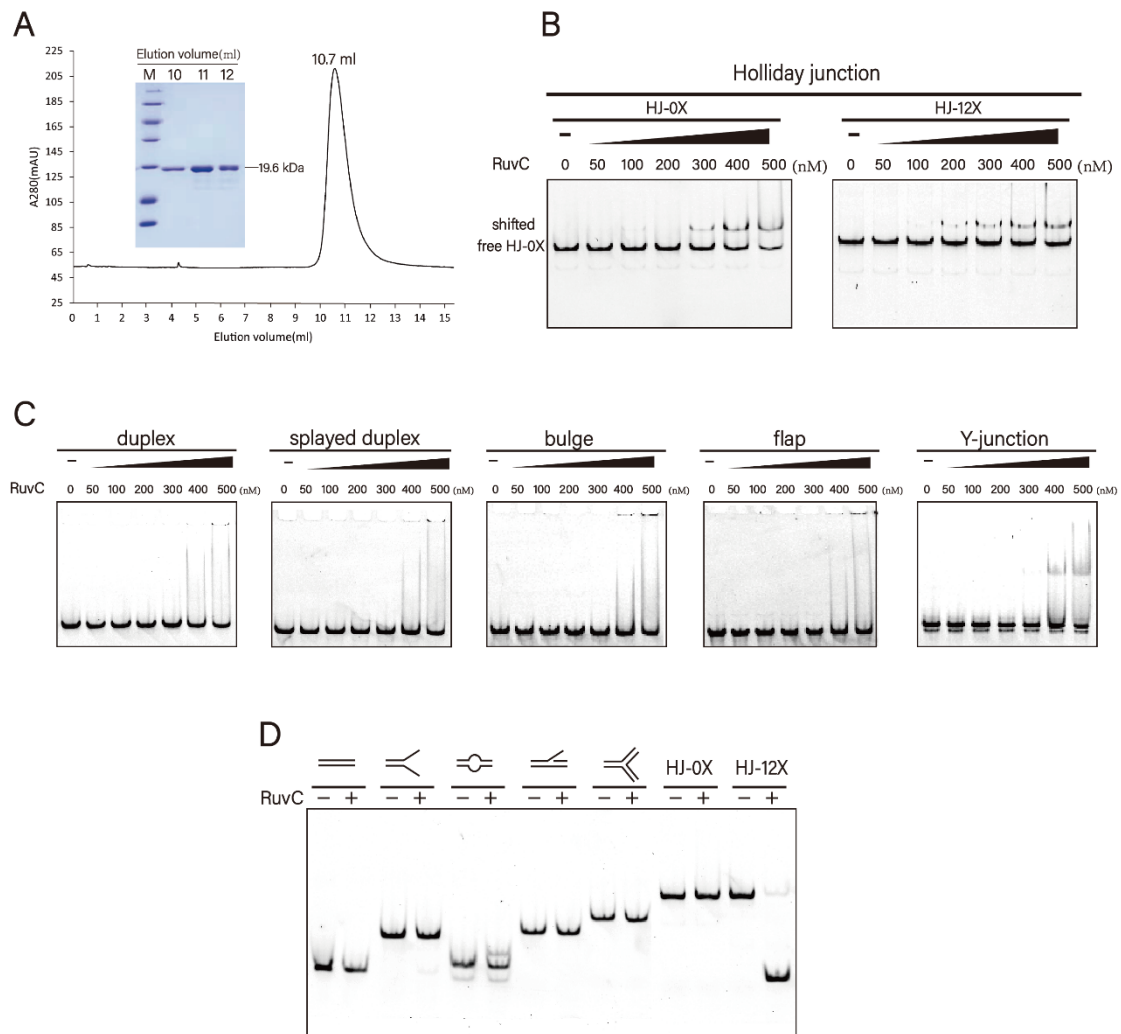 A
225
205
185
165
145
125
105
85
65
45
25
A280(mAU)
0 1 2 3 4 5 6 7 8 9 10 11 12 13 14 15
Elution volume(ml)
10.7 ml
Elution volume(ml)
M 10 11 12
19.6 kDa
B
Holliday junction
HJ-0X HJ-12X
RuvC 0 50 100 200 300 400 500 (nM) 0 50 100 200 300 400 500 (nM)
shifted
free HJ-0X
C
duplex splayed duplex bulge flap Y-junction
RuvC 0 50 100 200 300 400 500 (nM) 0 50 100 200 300 400 500 (nM) 0 50 100 200 300 400 500 (nM) 0 50 100 200 300 400 500 (nM) 0 50 100 200 300 400 500 (nM)
D
HJ-0X HJ-12X
RuvC − + − + − + − + − + − + − +